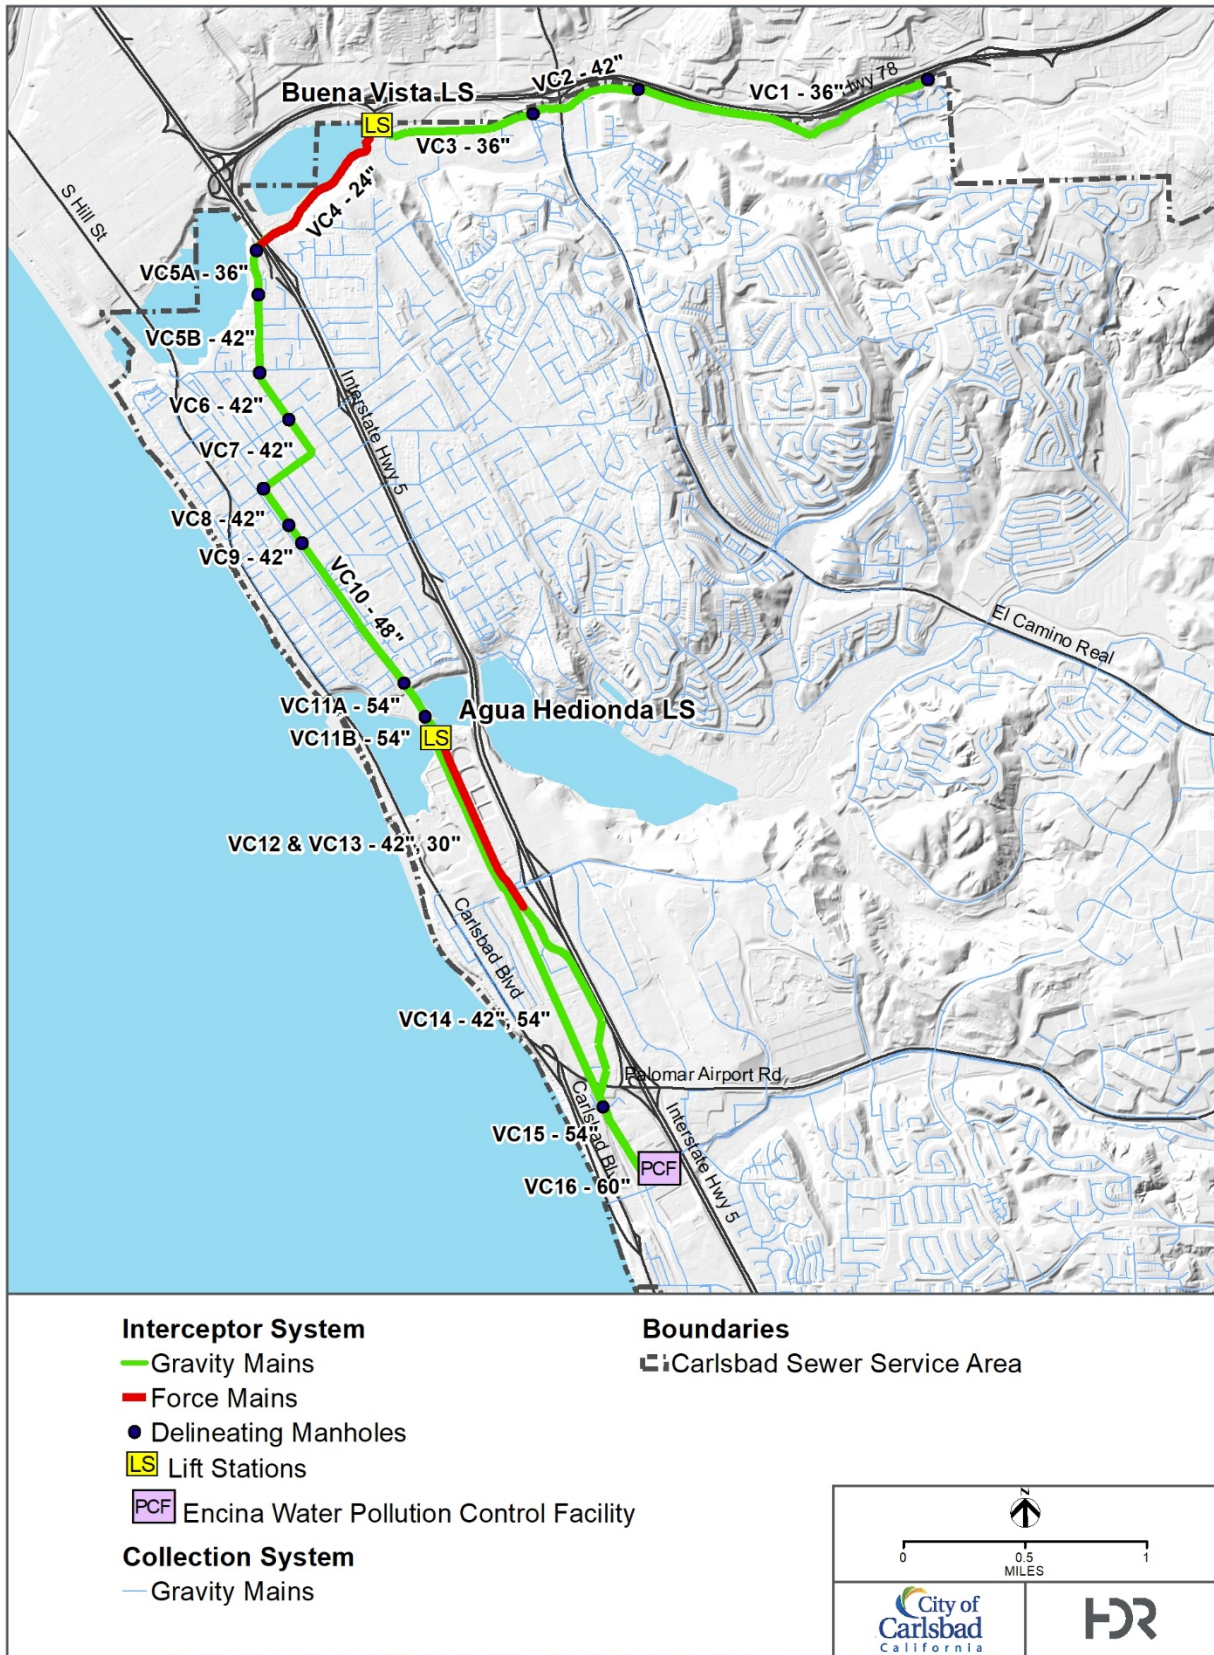 VC2 - 42"
Hwy 78
VC1 - 36"
Buena Vista LS
LS
VC3 - 36"
VC4 - 24"
S Hill St
VC5A - 36"
VC5B - 42"
Interstate Hwy 5
VC6 - 42"
VC7 - 42"
VC8 - 42"
VC9 - 42"
VC10 - 48"
El Camino Real
VC11A - 54"
Agua Hedionda LS
VC11B - 54"
LS
VC12 & VC13 - 42", 30"
Carlsbad Blvd
VC14 - 42", 54"
Palomar Airport Rd
Carlsbad Blvd
VC15 - 54"
Interstate Hwy 5
PCF
VC16 - 60"
Interceptor System
Gravity Mains
Force Mains
Delineating Manholes
LS Lift Stations
PCF Encina Water Pollution Control Facility
Collection System
Gravity Mains
Boundaries
Carlsbad Sewer Service Area
N
0 0.5 1
MILES
City of
Carlsbad
California
HDR